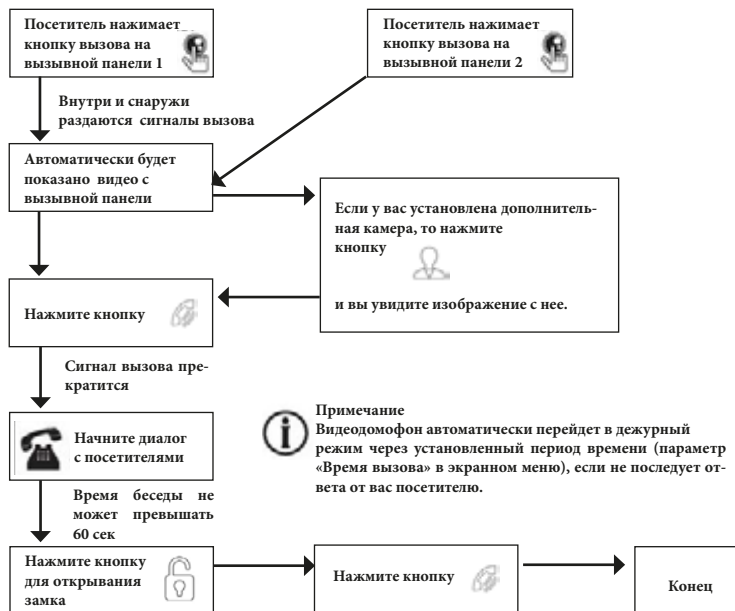 Посетитель нажимает
кнопку вызова на
вызывной панели 1
Посетитель нажимает
кнопку вызова на
вызывной панели 2
Внутри и снаружи
раздаются сигналы вызова
Автоматически будет
показано видео с
вызывной панели
Если у вас установлена дополнитель-
ная камера, то нажмите
кнопку
и вы увидите изображение с нее.
Нажмите кнопку
Сигнал вызова пре-
кратится
Начните диалог
с посетителями
Примечание
Видеодомофон автоматически перейдет в дежурный
режим через установленный период времени (параметр
«Время вызова» в экранном меню), если не последует от-
вета от вас посетителю.
Время беседы не
может превышать
60 сек
Нажмите кнопку
для открывания
замка
Нажмите кнопку
Конец